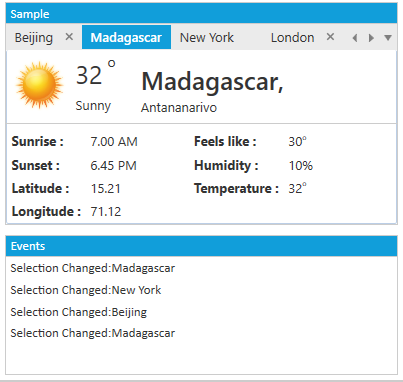 Sample
Beijing ✕ Madagascar New York London ✕
32°
Sunny
Madagascar,
Antananarivo
Sunrise : 7.00 AM Feels like : 30°
Sunset : 6.45 PM Humidity : 10%
Latitude : 15.21 Temperature : 32°
Longitude : 71.12
Events
Selection Changed:Madagascar
Selection Changed:New York
Selection Changed:Beijing
Selection Changed:Madagascar